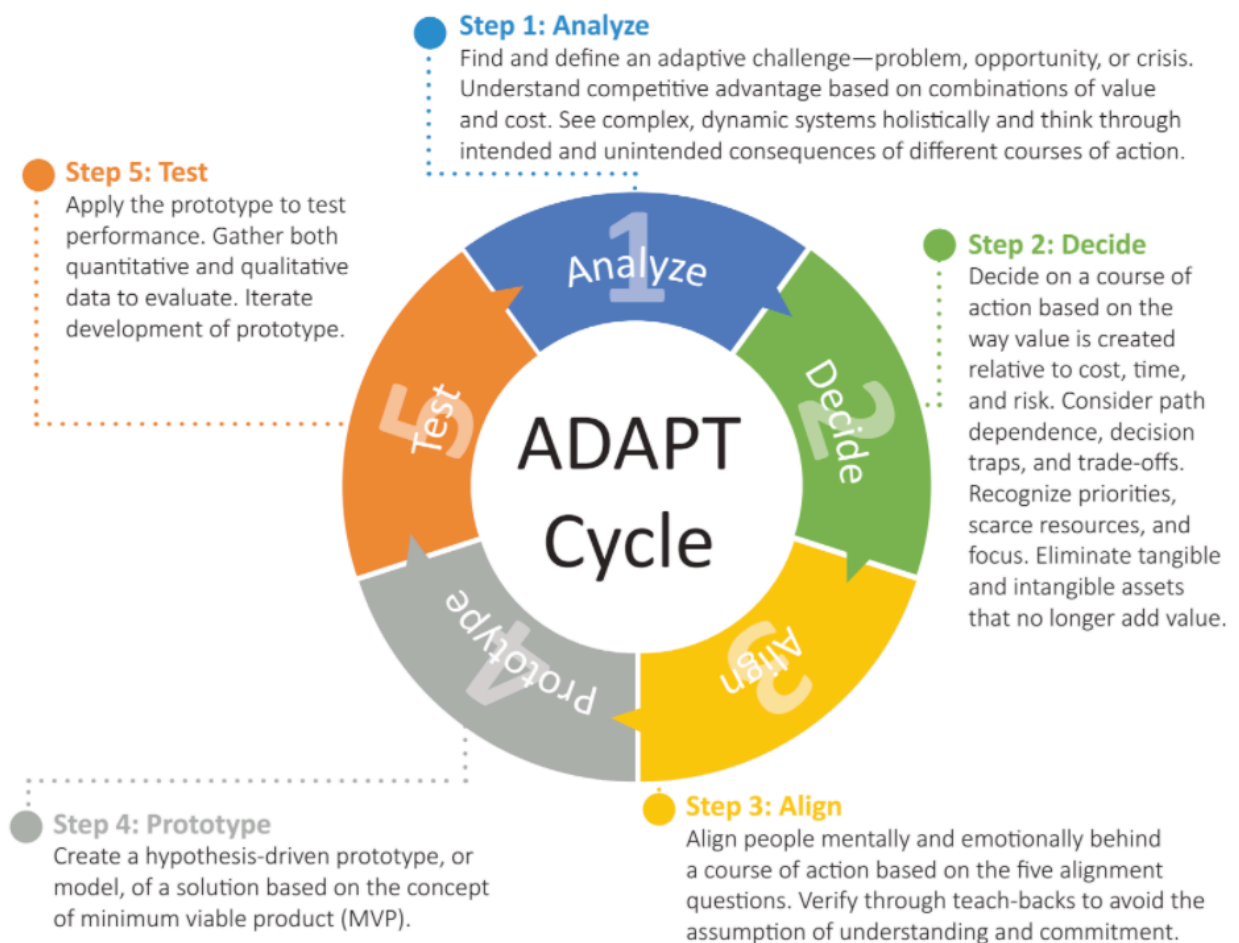 Step 1: Analyze
Find and define an adaptive challenge—problem, opportunity, or crisis.
Understand competitive advantage based on combinations of value
and cost. See complex, dynamic systems holistically and think through
intended and unintended consequences of different courses of action.
Step 2: Decide
Decide on a course of
action based on the
way value is created
relative to cost, time,
and risk. Consider path
dependence, decision
traps, and trade-offs.
Recognize priorities,
scarce resources, and
focus. Eliminate tangible
and intangible assets
that no longer add value.
Step 3: Align
Align people mentally and emotionally behind
a course of action based on the five alignment
questions. Verify through teach-backs to avoid the
assumption of understanding and commitment.
Step 4: Prototype
Create a hypothesis-driven prototype, or
model, of a solution based on the concept
of minimum viable product (MVP).
Step 5: Test
Apply the prototype to test
performance. Gather both
quantitative and qualitative
data to evaluate. Iterate
development of prototype.
ADAPT
Cycle
1
Analyze
2
Decide
3
Align
4
Prototype
5
Test